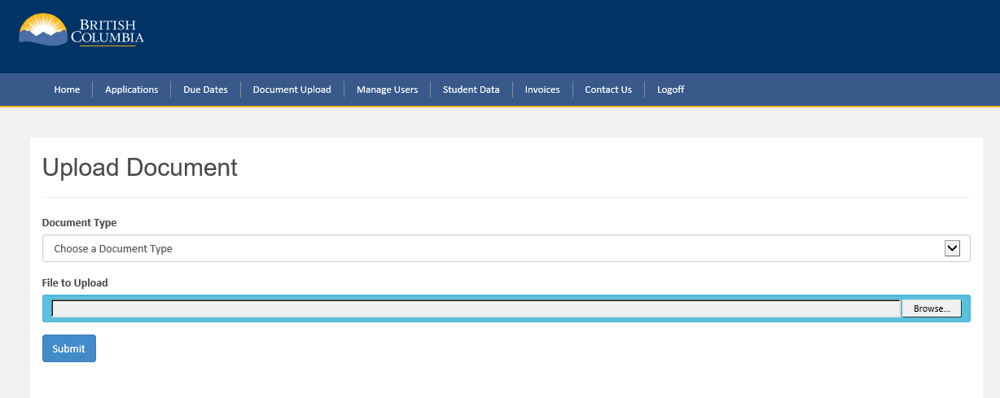 BRITISH
COLUMBIA
Home Applications Due Dates Document Upload Manage Users Student Data Invoices Contact Us Logoff
Upload Document
Document Type
Choose a Document Type
File to Upload
Browse...
Submit